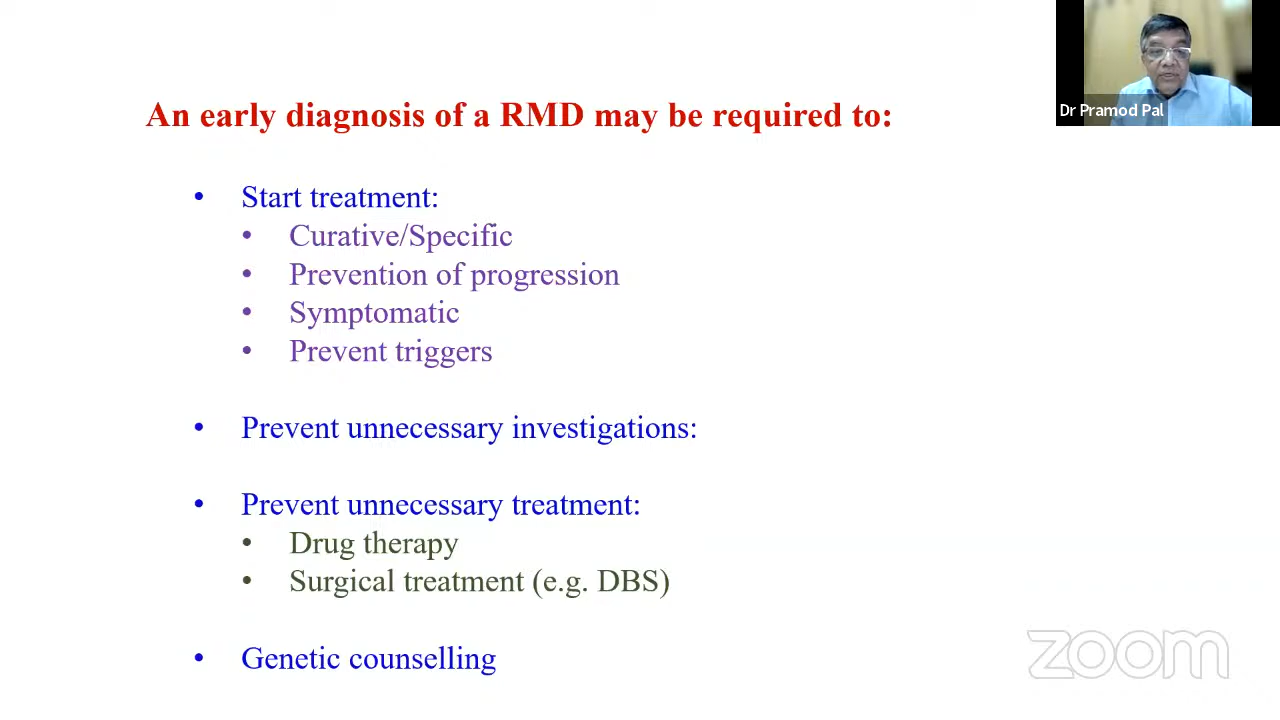 Dr Pramod Pal
An early diagnosis of a RMD may be required to:
• Start treatment:
• Curative/Specific
• Prevention of progression
• Symptomatic
• Prevent triggers
• Prevent unnecessary investigations:
• Prevent unnecessary treatment:
• Drug therapy
• Surgical treatment (e.g. DBS)
• Genetic counselling
zoom